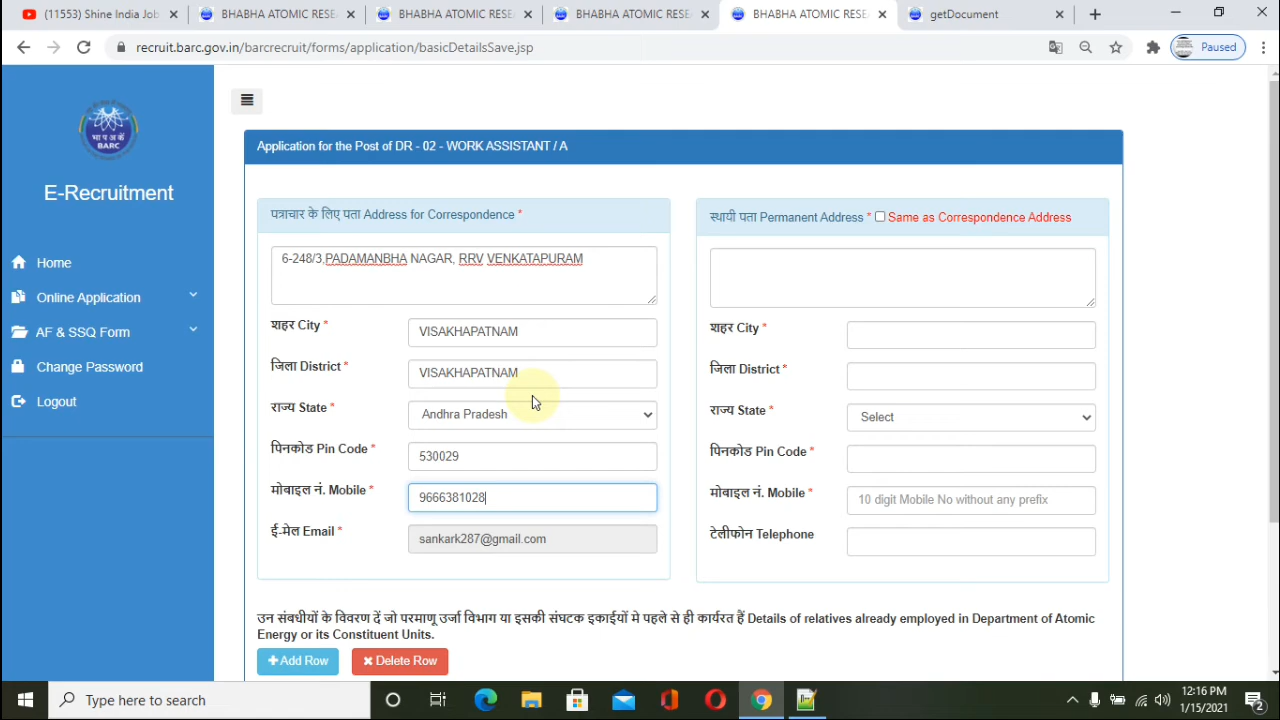 (11553) Shine India Job
BHABHA ATOMIC RESE
BHABHA ATOMIC RESE
BHABHA ATOMIC RESE
BHABHA ATOMIC RESE
getDocument
recruit.barc.gov.in/barcrecruit/forms/application/basicDetailsSave.jsp
Paused
भा प अ कें
BARC
E-Recruitment
Home
Online Application
AF & SSQ Form
Change Password
Logout
Application for the Post of DR - 02 - WORK ASSISTANT / A
पत्राचार के लिए पता Address for Correspondence *
6-248/3,PADAMANBHA NAGAR, RRV VENKATAPURAM
शहर City * VISAKHAPATNAM
जिला District * VISAKHAPATNAM
राज्य State * Andhra Pradesh
पिनकोड Pin Code * 530029
मोबाइल नं. Mobile * 9666381028
ई-मेल Email * sankark287@gmail.com
स्थायी पता Permanent Address * Same as Correspondence Address
शहर City *
जिला District *
राज्य State * Select
पिनकोड Pin Code *
मोबाइल नं. Mobile * 10 digit Mobile No without any prefix
टेलीफोन Telephone
उन संबधीयों के विवरण दें जो परमाणू उर्जा विभाग या इसकी संघटक इकाईयों मे पहले से ही कार्यरत हैं Details of relatives already employed in Department of Atomic
Energy or its Constituent Units.
Add Row Delete Row
Type here to search
12:16 PM
1/15/2021
2